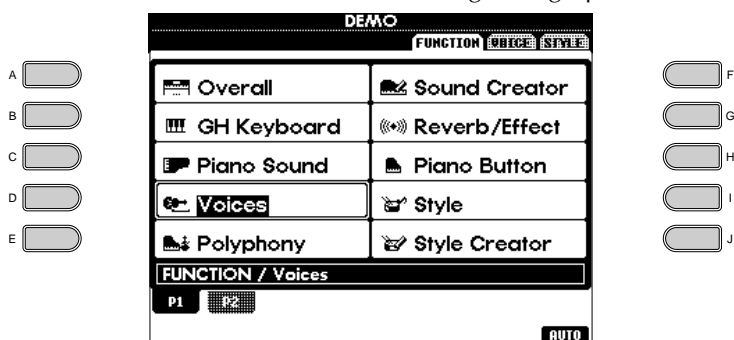 DEMO
FUNCTION VOICE STYLE
A Overall Sound Creator F
B GH Keyboard Reverb/Effect G
C Piano Sound Piano Button H
D Voices Style I
E Polyphony Style Creator J
FUNCTION / Voices
P1 P2
AUTO